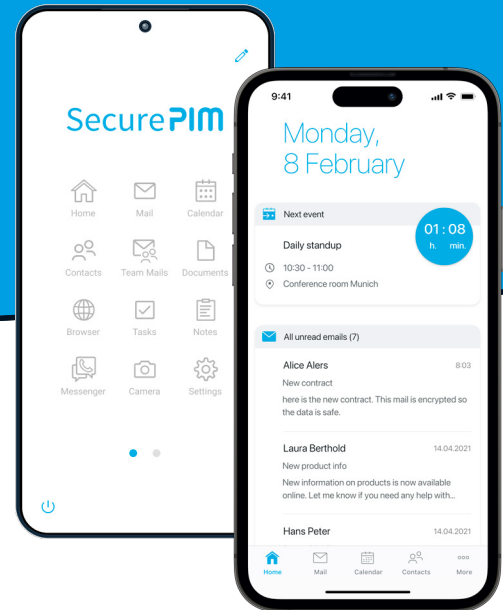 SecurePIM
Home
Mail
Calendar
Contacts
Team Mails
Documents
Browser
Tasks
Notes
Messenger
Camera
Settings
9:41
Monday,
8 February
Next event
01 : 08
h. min.
Daily standup
10:30 - 11:00
Conference room Munich
All unread emails (7)
Alice Alers 8:03
New contract
here is the new contract. This mail is encrypted so
the data is safe.
Laura Berthold 14.04.2021
New product info
New information on products is now available
online. Let me know if you need any help with...
Hans Peter 14.04.2021
Home
Mail
Calendar
Contacts
More